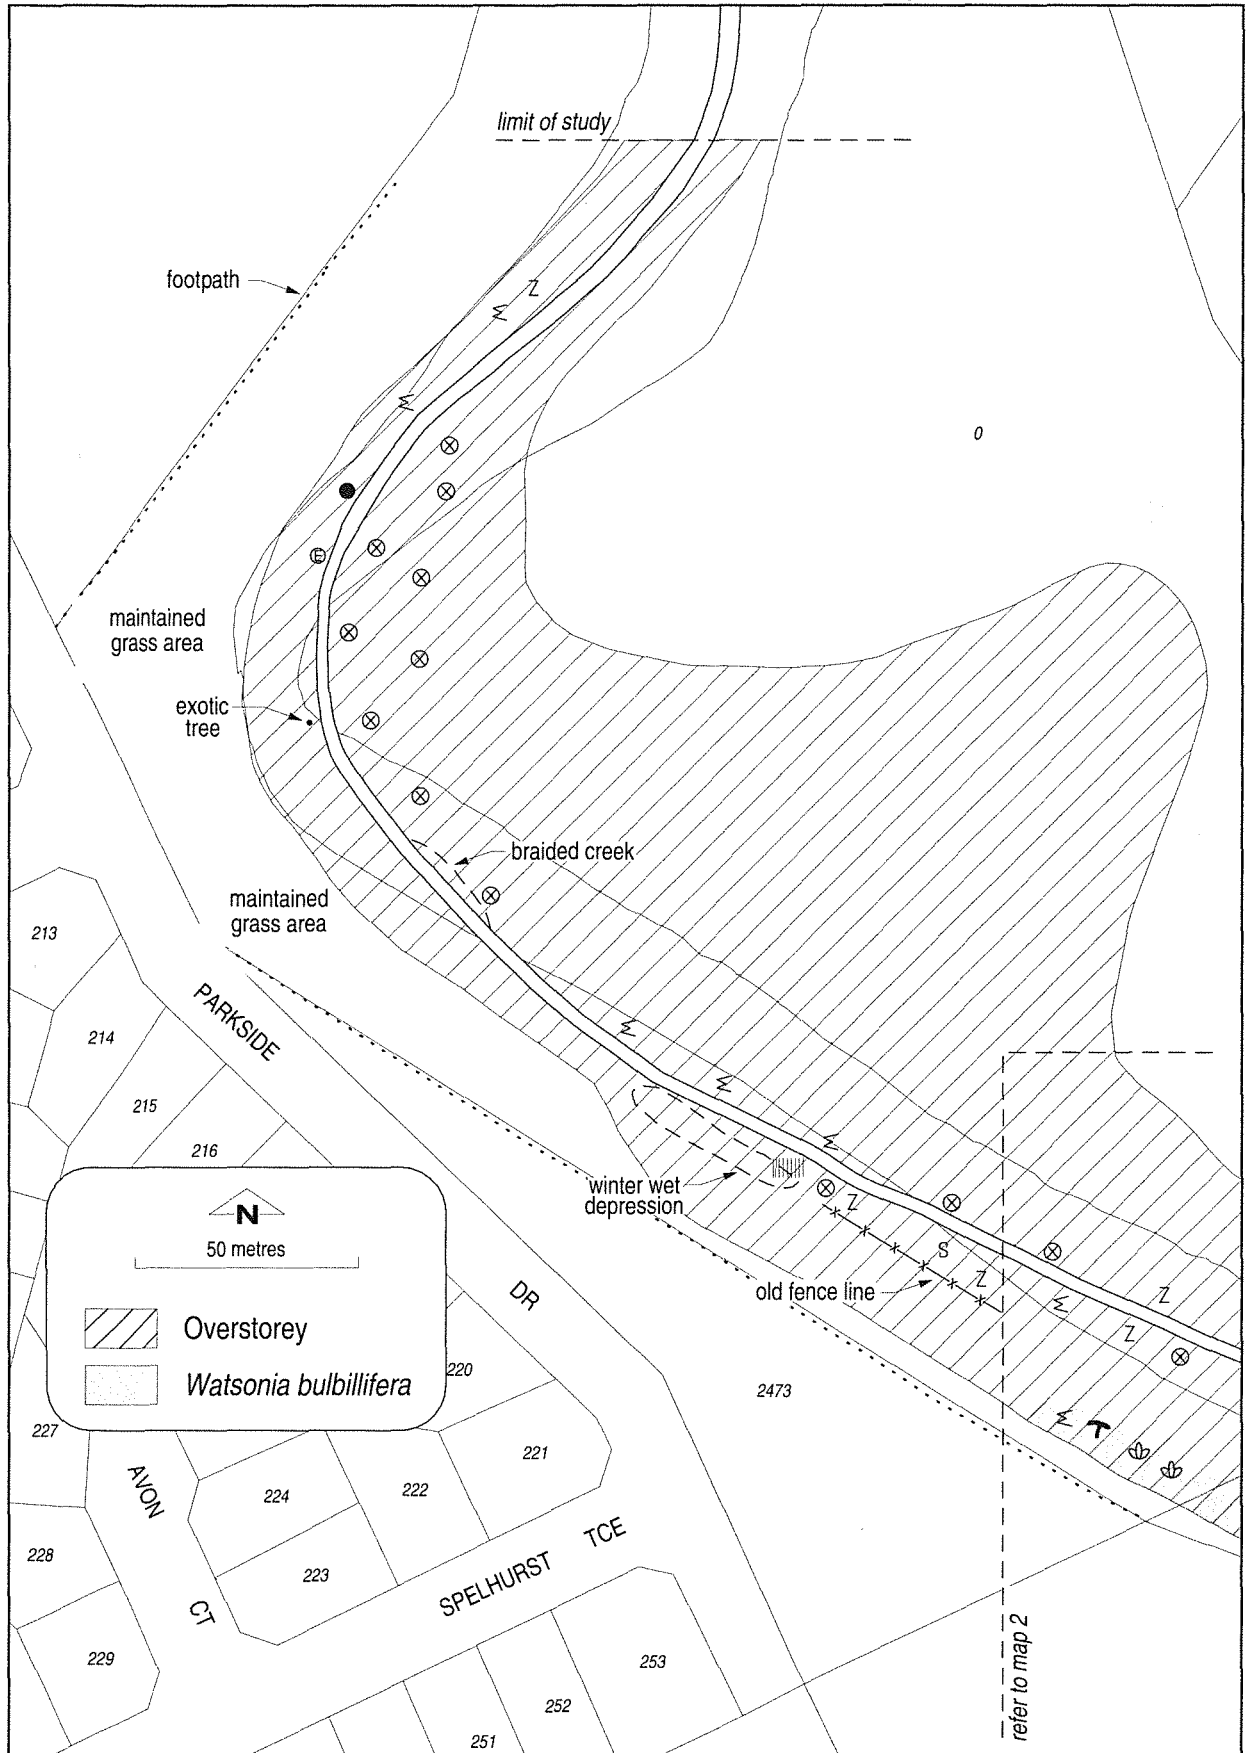 limit of study
footpath
Z
W
W
0
E
maintained
grass area
exotic
tree
braided creek
maintained
grass area
213
PARKSIDE
214
215
216
winter wet
depression
Z
S
Z
old fence line
Z
Z
N
50 metres
Overstorey
Watsonia bulbillifera
DR
220
2473
227
221
222
224
AVON
CT
SPELHURST TCE
228
223
229
253
252
251
refer to map 2